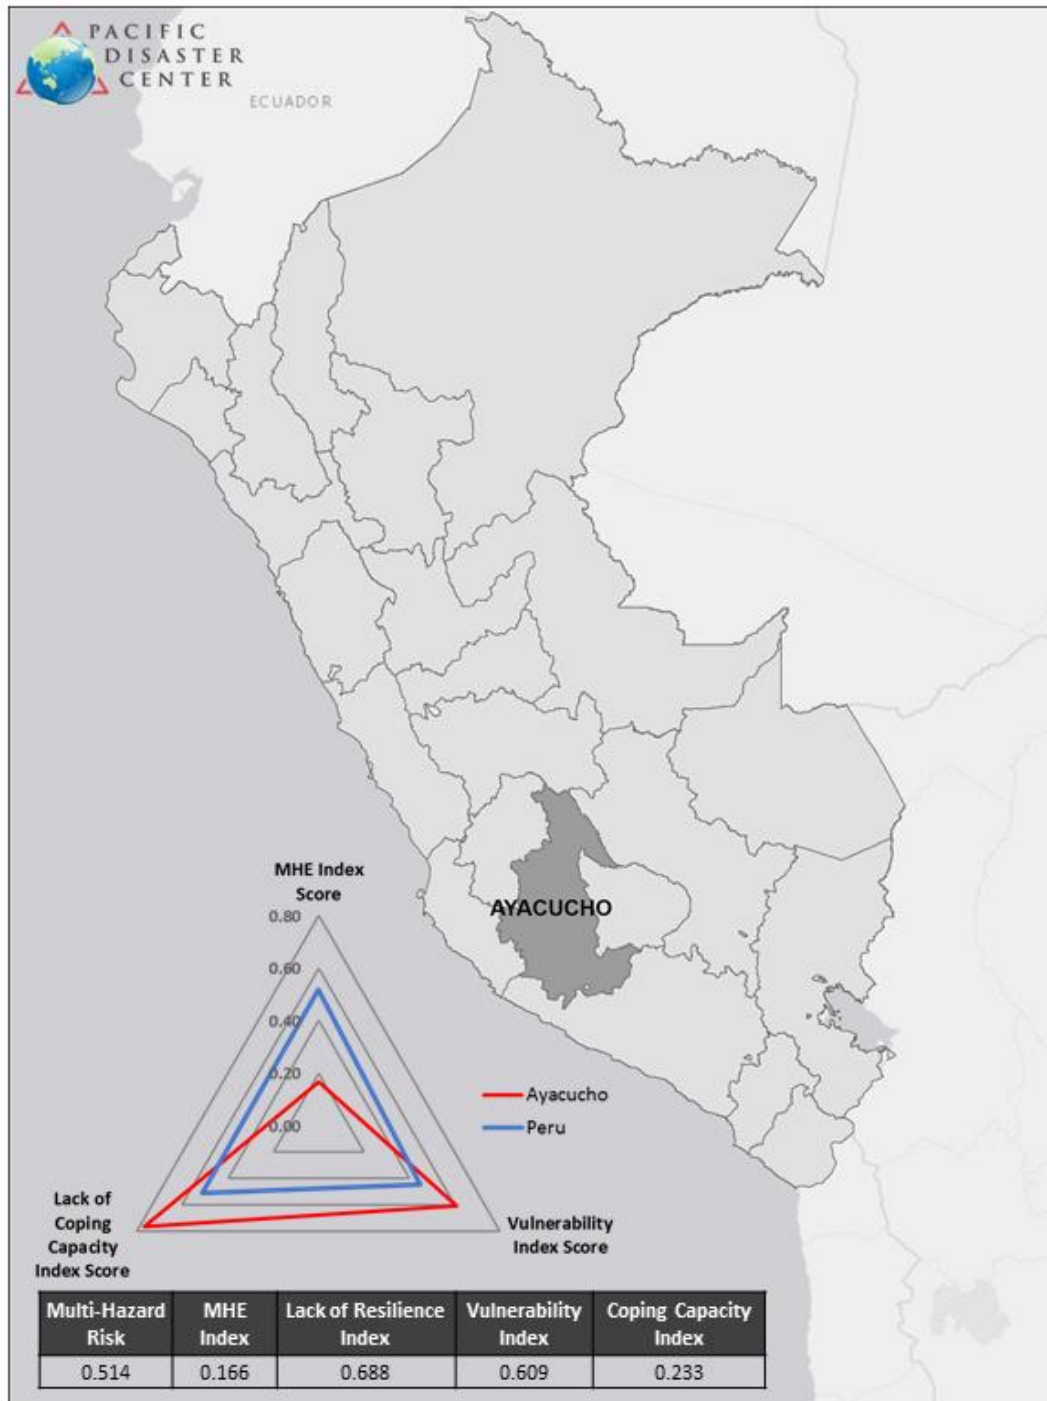 PACIFIC
DISASTER
CENTER
ECUADOR
AYACUCHO
MHE Index
Score
0.80
0.60
0.40
0.20
0.00
Ayacucho
Peru
Lack of
Coping
Capacity
Index Score
Vulnerability
Index Score
Multi-Hazard Risk MHE Index Lack of Resilience Index Vulnerability Index Coping Capacity Index
0.514 0.166 0.688 0.609 0.233